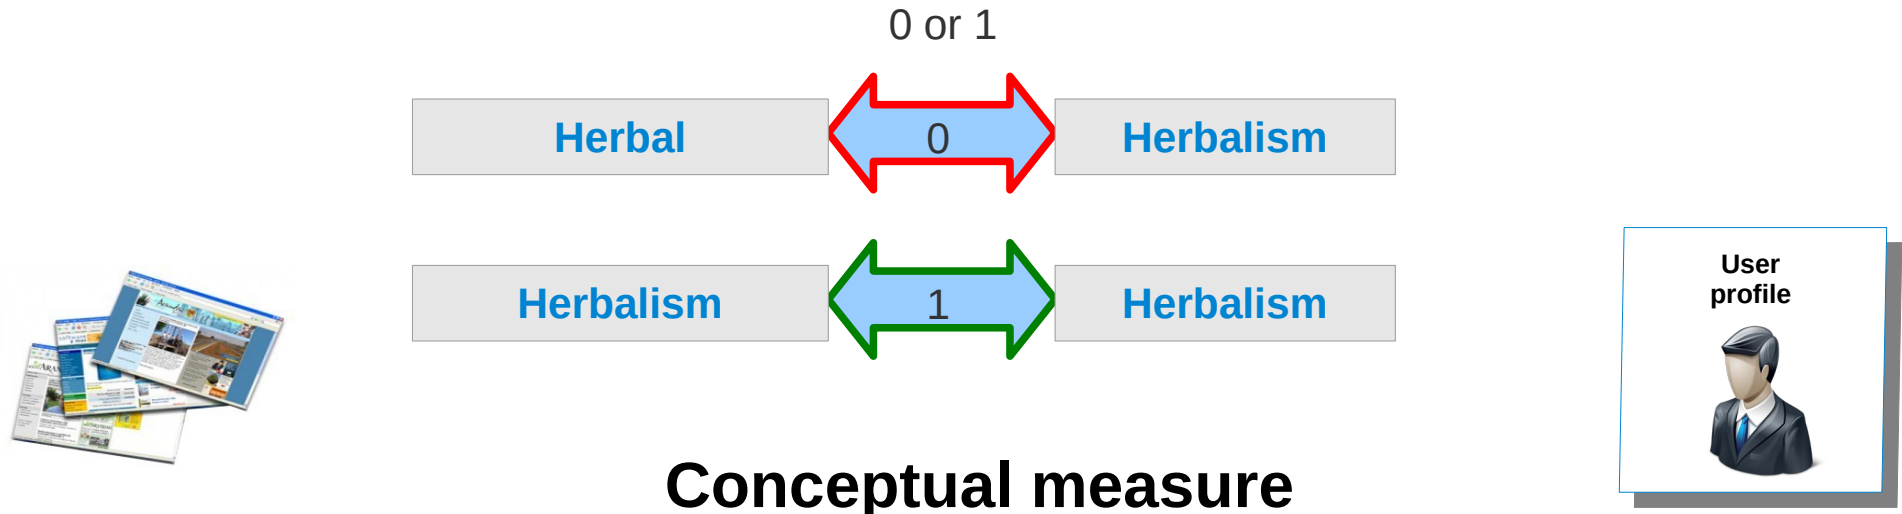 0 or 1
Herbal 0 Herbalism
Herbalism 1 Herbalism
User
profile
Conceptual measure